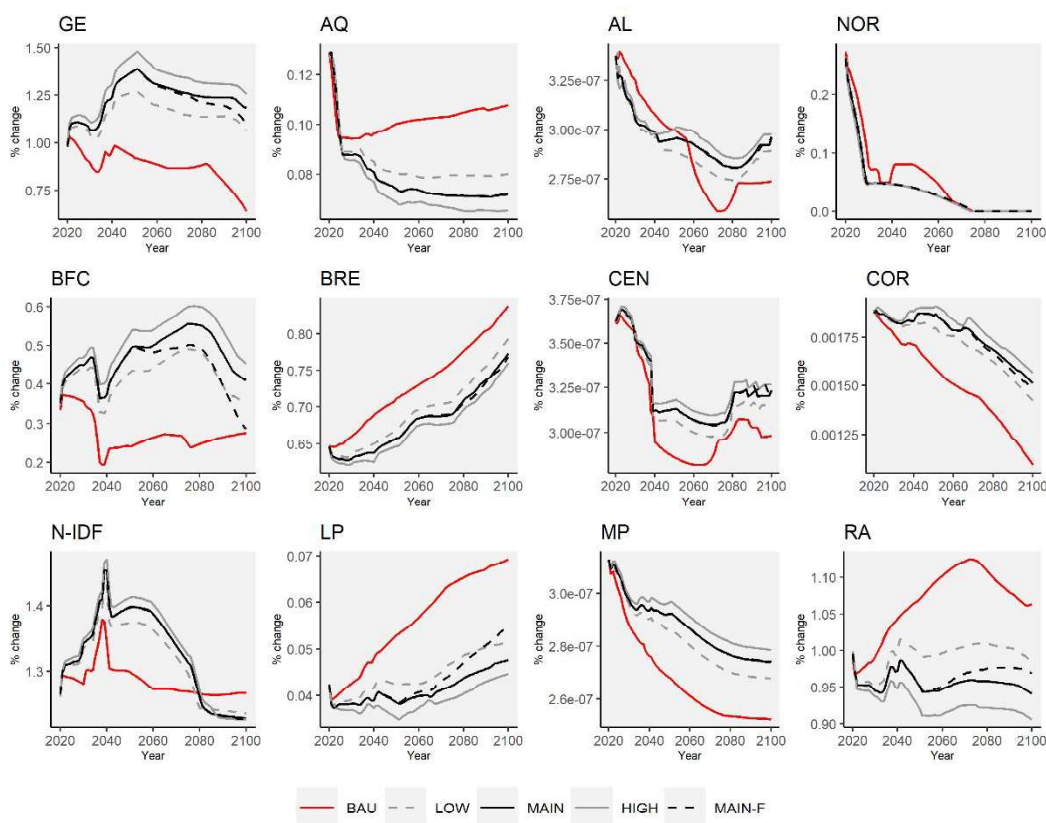 GE AQ AL NOR
% change 1.50 1.25 1.00 0.75
% change 0.12 0.10 0.08
% change 3.25e-07 3.00e-07 2.75e-07
% change 0.2 0.1 0.0
2020 2040 2060 2080 2100 2020 2040 2060 2080 2100 2020 2040 2060 2080 2100 2020 2040 2060 2080 2100
Year Year Year Year
BFC BRE CEN COR
% change 0.6 0.5 0.4 0.3 0.2
% change 0.80 0.75 0.70 0.65
% change 3.75e-07 3.50e-07 3.25e-07 3.00e-07
% change 0.00175 0.00150 0.00125
2020 2040 2060 2080 2100 2020 2040 2060 2080 2100 2020 2040 2060 2080 2100 2020 2040 2060 2080 2100
Year Year Year Year
N-IDF LP MP RA
% change 1.4 1.3
% change 0.07 0.06 0.05 0.04
% change 3.0e-07 2.8e-07 2.6e-07
% change 1.10 1.05 1.00 0.95 0.90
2020 2040 2060 2080 2100 2020 2040 2060 2080 2100 2020 2040 2060 2080 2100 2020 2040 2060 2080 2100
Year Year Year Year
BAU LOW MAIN HIGH MAIN-F